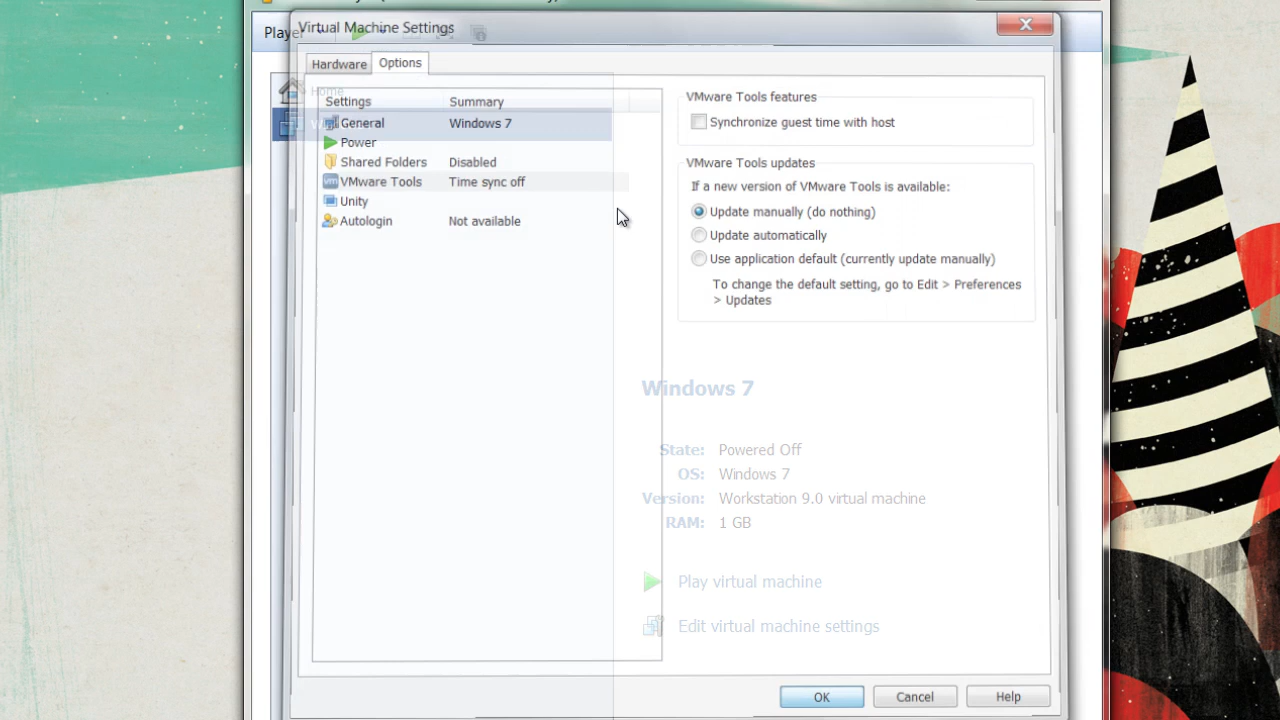 Virtual Machine Settings
Player
Hardware
Options
Home
Settings Summary
General Windows 7
Power
Shared Folders Disabled
VMware Tools Time sync off
Unity
Autologin Not available
VMware Tools features
Synchronize guest time with host
VMware Tools updates
If a new version of VMware Tools is available:
Update manually (do nothing)
Update automatically
Use application default (currently update manually)
To change the default setting, go to Edit > Preferences
> Updates
Windows 7
State: Powered Off
OS: Windows 7
Version: Workstation 9.0 virtual machine
RAM: 1 GB
Play virtual machine
Edit virtual machine settings
OK
Cancel
Help